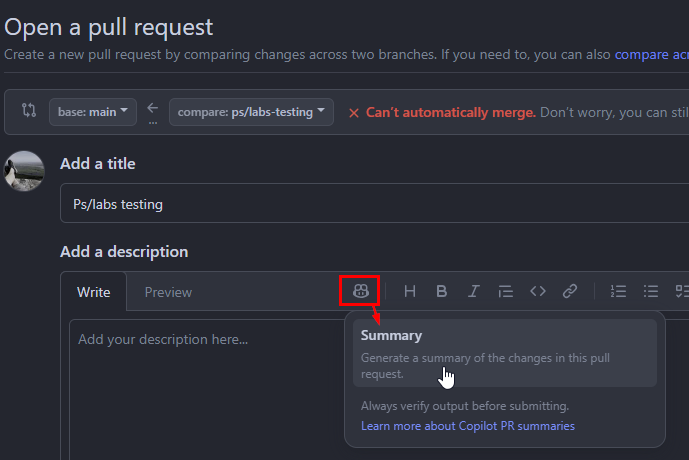 Open a pull request
Create a new pull request by comparing changes across two branches. If you need to, you can also compare acr
base: main
compare: ps/labs-testing
Can't automatically merge. Don't worry, you can stil
Add a title
Ps/labs testing
Add a description
Write
Preview
H B I
Add your description here...
Summary
Generate a summary of the changes in this pull
request.
Always verify output before submitting.
Learn more about Copilot PR summaries